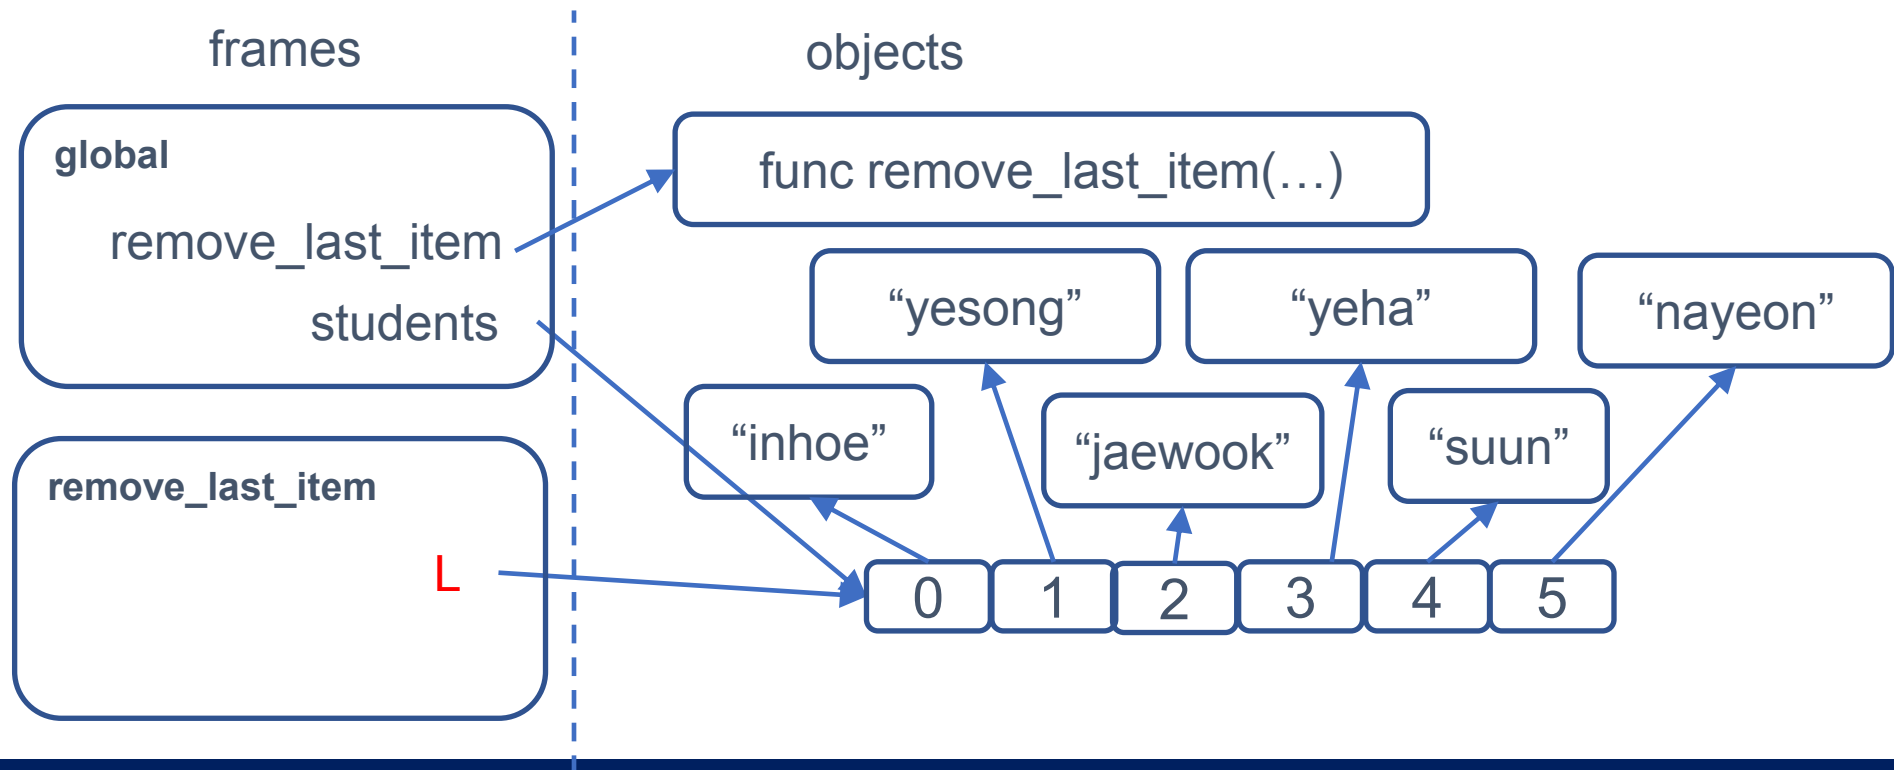 frames
objects
global
func remove_last_item(…)
remove_last_item
students
“yesong”
“yeha”
“nayeon”
“inhoe”
“jaewook”
“suun”
remove_last_item
L
0 1 2 3 4 5